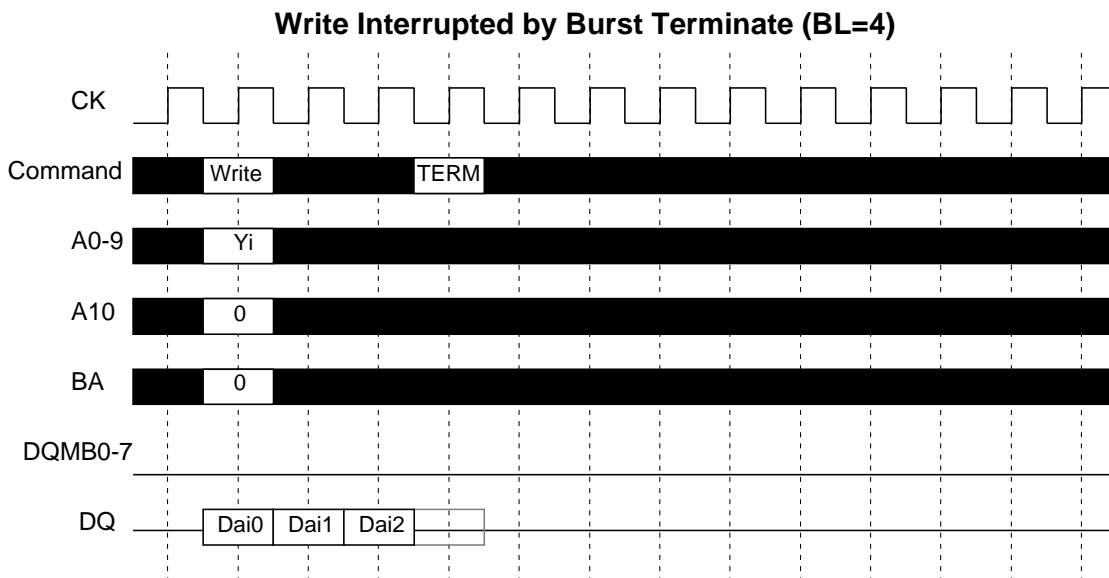 Write Interrupted by Burst Terminate (BL=4)
CK
Command Write TERM
A0-9 Yi
A10 0
BA 0
DQMB0-7
DQ Dai0 Dai1 Dai2